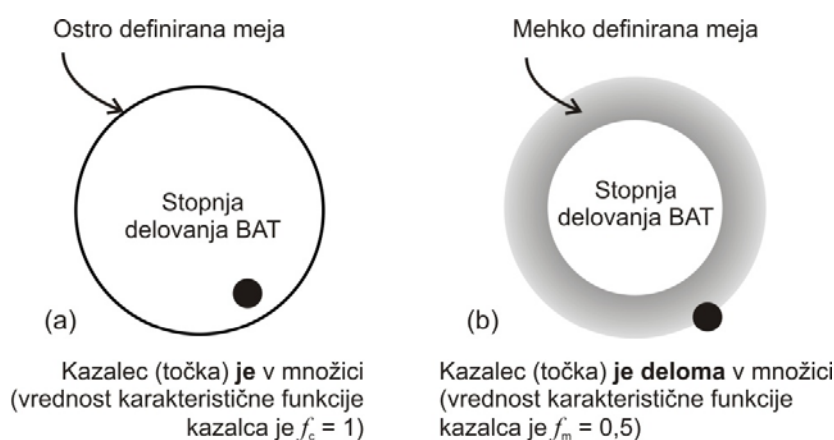 Ostro definirana meja
Stopnja
delovanja BAT
(a)
Kazalec (točka) je v množici
(vrednost karakteristične funkcije
kazalca je fc = 1)
Mehko definirana meja
Stopnja
delovanja BAT
(b)
Kazalec (točka) je deloma v množici
(vrednost karakteristične funkcije
kazalca je fm = 0,5)